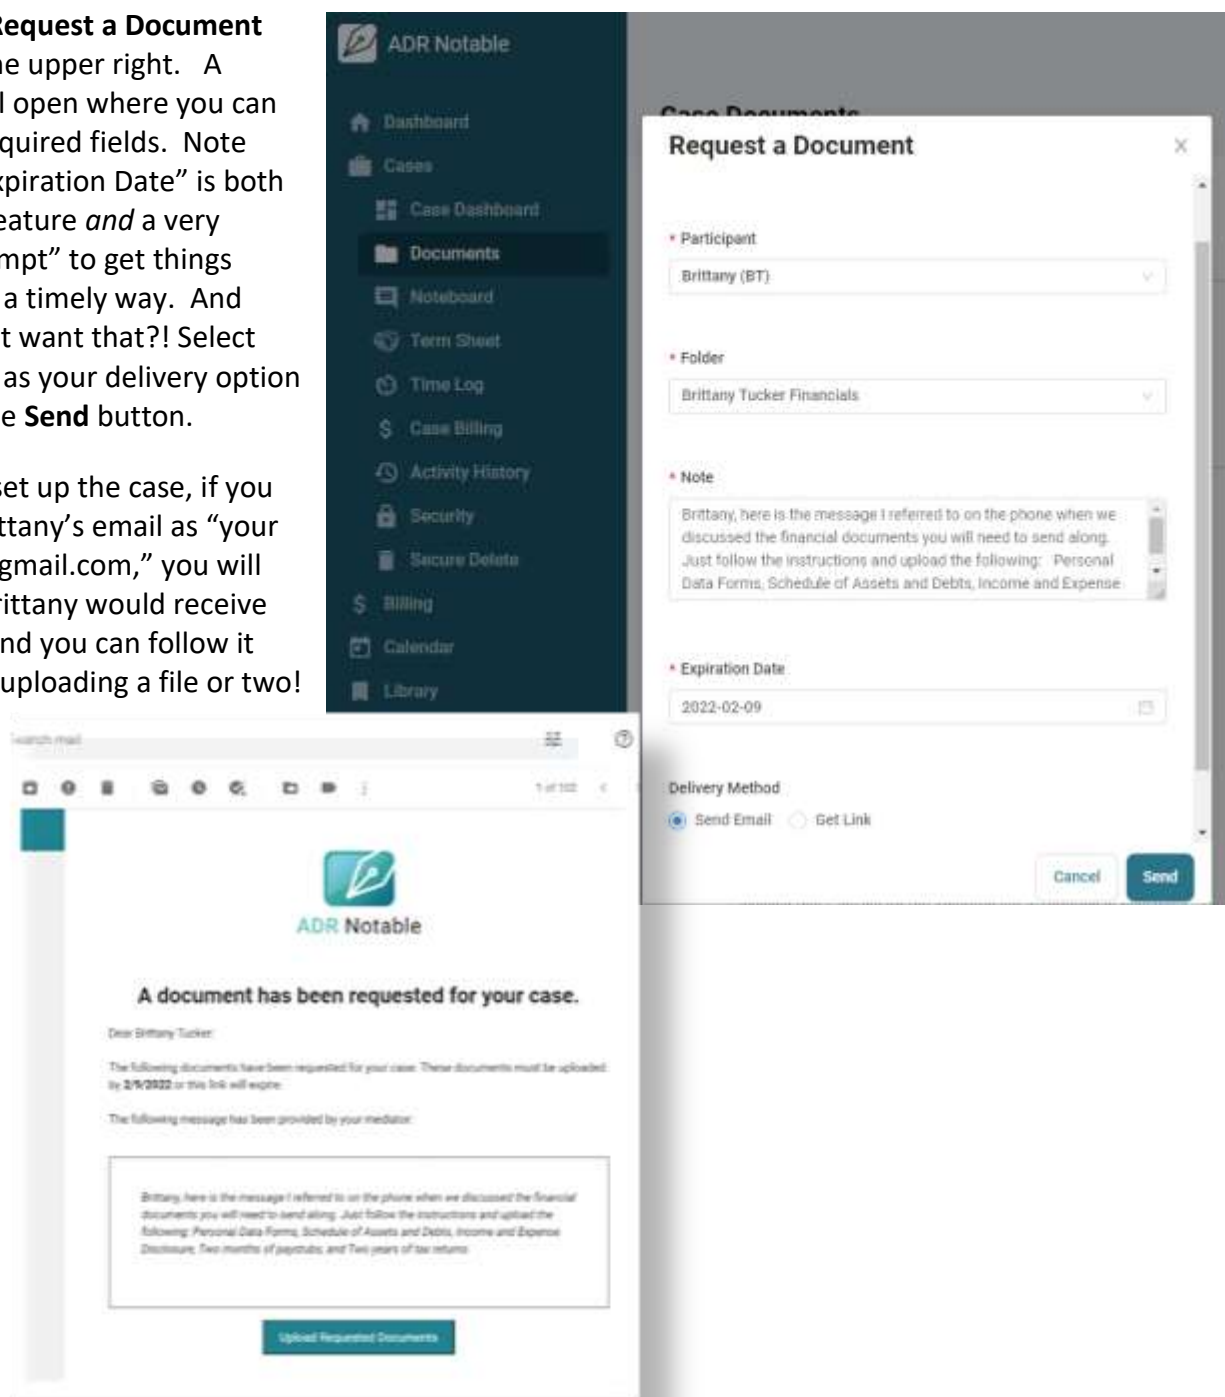 Request a Document
he upper right. A
l open where you can
quired fields. Note
xpiration Date” is both
eature and a very
mpt” to get things
a timely way. And
t want that?! Select
as your delivery option
e Send button.
set up the case, if you
ittany’s email as “your
gmail.com,” you will
rittany would receive
nd you can follow it
uploading a file or two!
ADR Notable
Dashboard
Cases
Case Dashboard
Documents
Noteboard
Term Sheet
Time Log
Case Billing
Activity History
Security
Secure Delete
Billing
Calendar
Library
Case Documents
Request a Document
* Participant
Brittany (BT)
* Folder
Brittany Tucker Financials
* Note
Brittany, here is the message I referred to on the phone when we
discussed the financial documents you will need to send along.
Just follow the instructions and upload the following: Personal
Data Forms, Schedule of Assets and Debts, Income and Expense
* Expiration Date
2022-02-09
Delivery Method
Send Email Get Link
Cancel Send
Search mail
1 of 102
ADR Notable
A document has been requested for your case.
Dear Brittany Tucker:
The following documents have been requested for your case. These documents must be uploaded
by 2/9/2022 or this link will expire.
The following message has been provided by your mediator:
Brittany, here is the message I referred to on the phone when we discussed the financial
documents you will need to send along. Just follow the instructions and upload the
following: Personal Data Forms, Schedule of Assets and Debts, Income and Expense
Disclosure, Two months of paystubs, and Two years of tax returns.
Upload Requested Documents